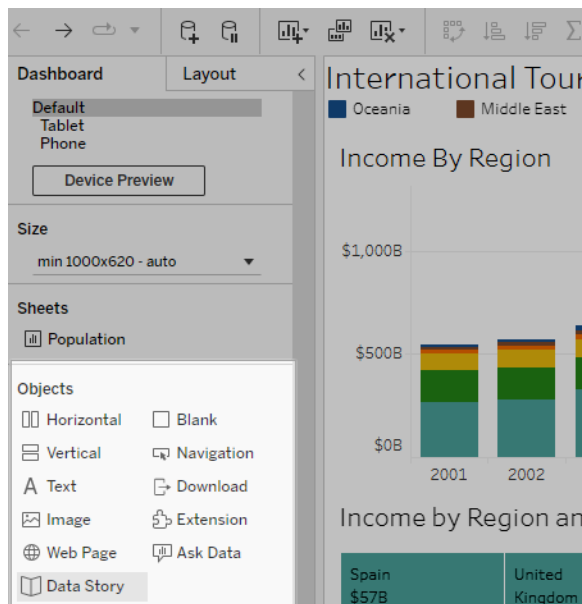 Dashboard
Layout
Default
Tablet
Phone
Device Preview
Size
min 1000x620 - auto
Sheets
Population
Objects
Horizontal
Blank
Vertical
Navigation
Text
Download
Image
Extension
Web Page
Ask Data
Data Story
International Tour
Oceania
Middle East
Income By Region
$1,000B
$500B
$0B
2001
2002
Income by Region an
Spain
$57B
United
Kingdom